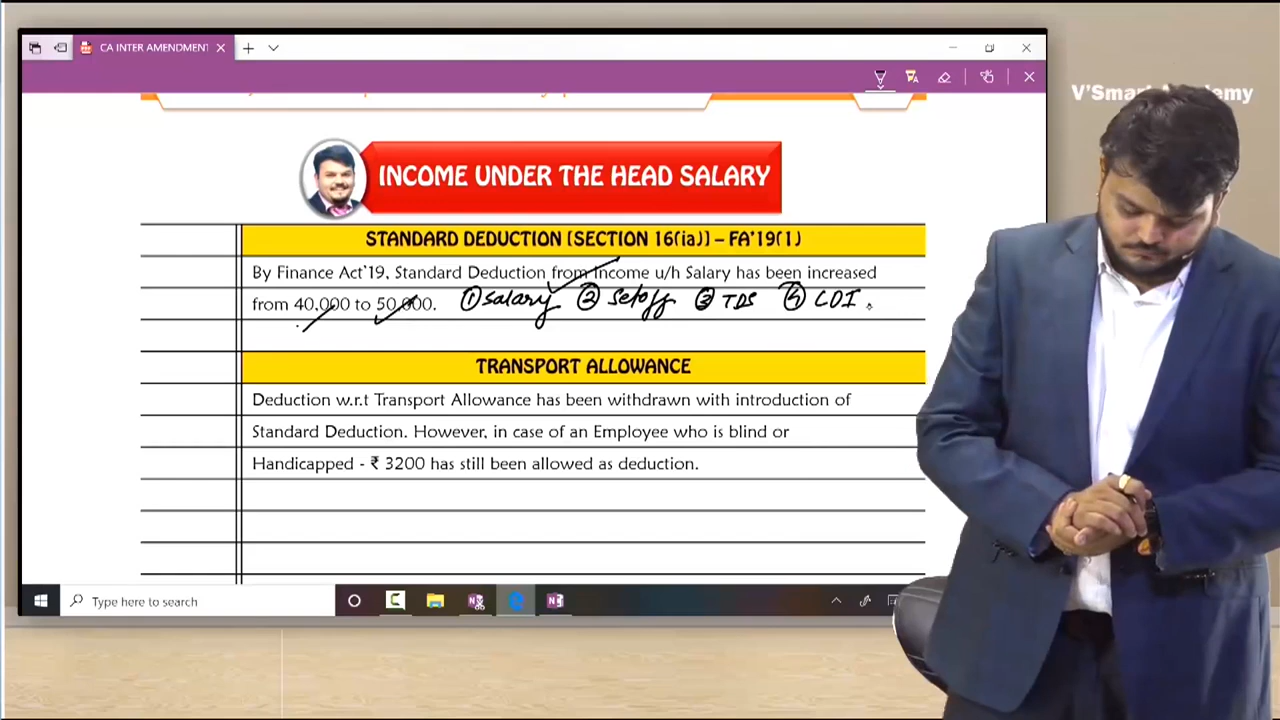 CA INTER AMENDMENT
V'Smart Academy
INCOME UNDER THE HEAD SALARY
STANDARD DEDUCTION [SECTION 16(ia)] – FA'19(1)
By Finance Act'19, Standard Deduction from Income u/h Salary has been increased
from 40,000 to 50,000. ① Salary ② Setoff ③ TDS ④ COI
TRANSPORT ALLOWANCE
Deduction w.r.t Transport Allowance has been withdrawn with introduction of
Standard Deduction. However, in case of an Employee who is blind or
Handicapped - ₹ 3200 has still been allowed as deduction.
Type here to search